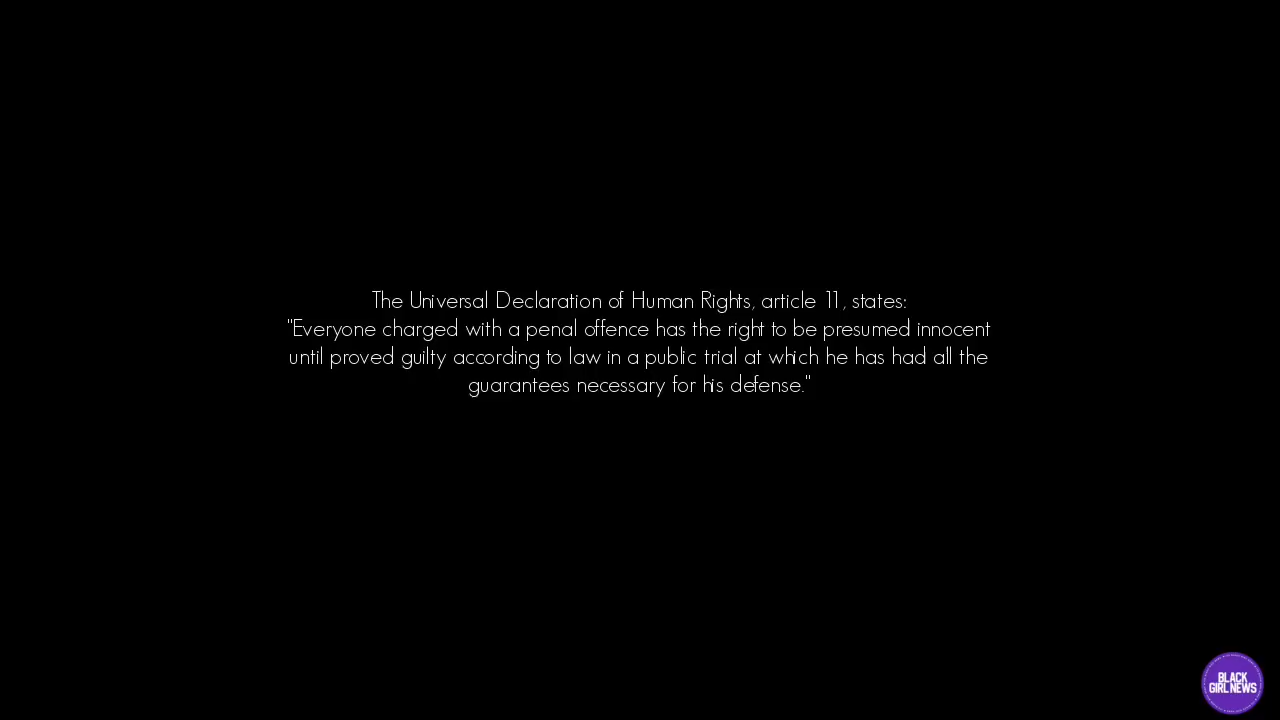 The Universal Declaration of Human Rights, article 11, states:
"Everyone charged with a penal offence has the right to be presumed innocent
until proved guilty according to law in a public trial at which he has had all the
guarantees necessary for his defense."
BLACK
GIRL NEWS